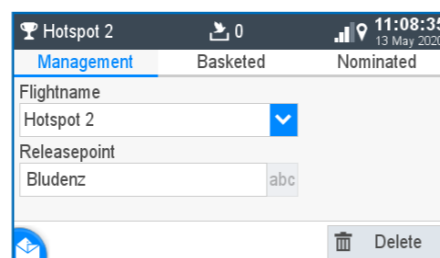 Hotspot 2 0 11:08:35
13 May 2020
Management Basketed Nominated
Flightname
Hotspot 2
Releasepoint
Bludenz abc
Delete